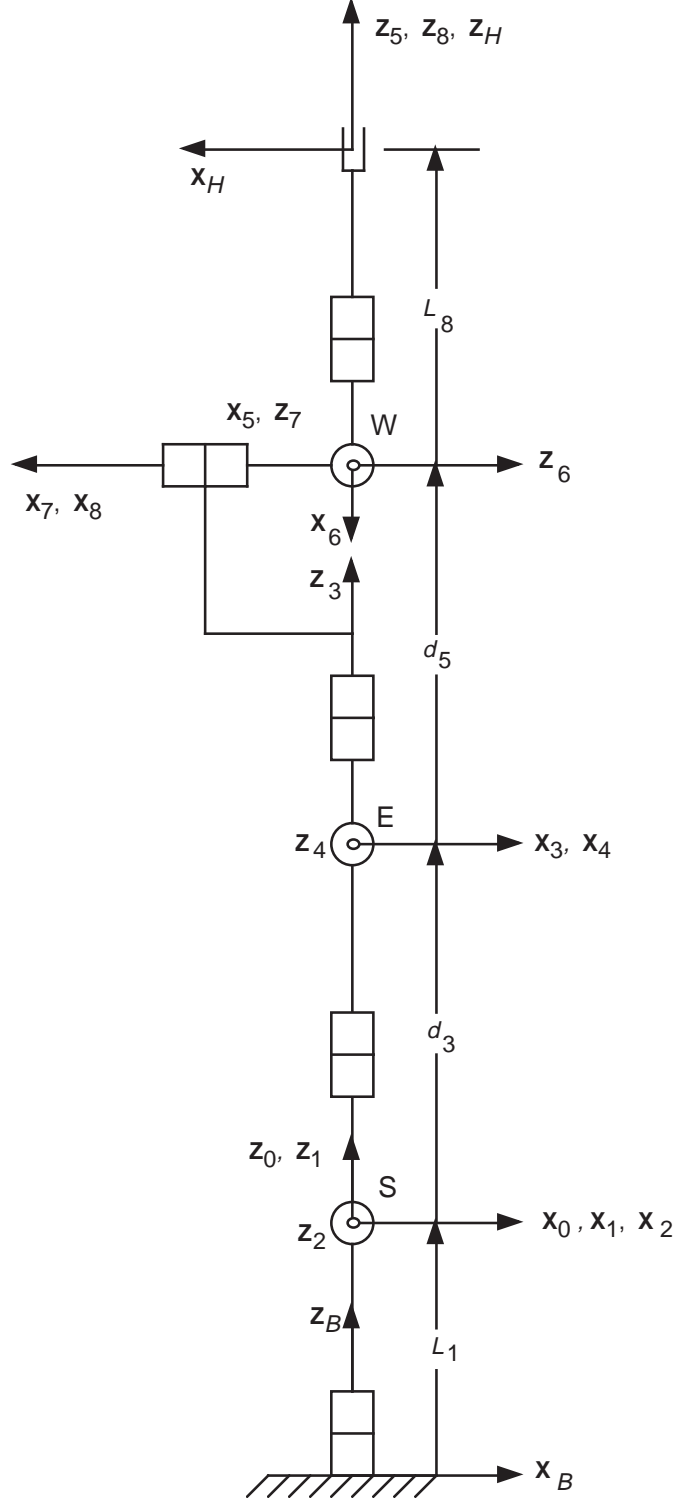 Z5, Z8, ZH
XH
L8
X5, Z7
W
Z6
X7, X8
X6
Z3
d5
E
Z4
X3, X4
d3
Z0, Z1
S
Z2
X0, X1, X2
ZB
L1
XB